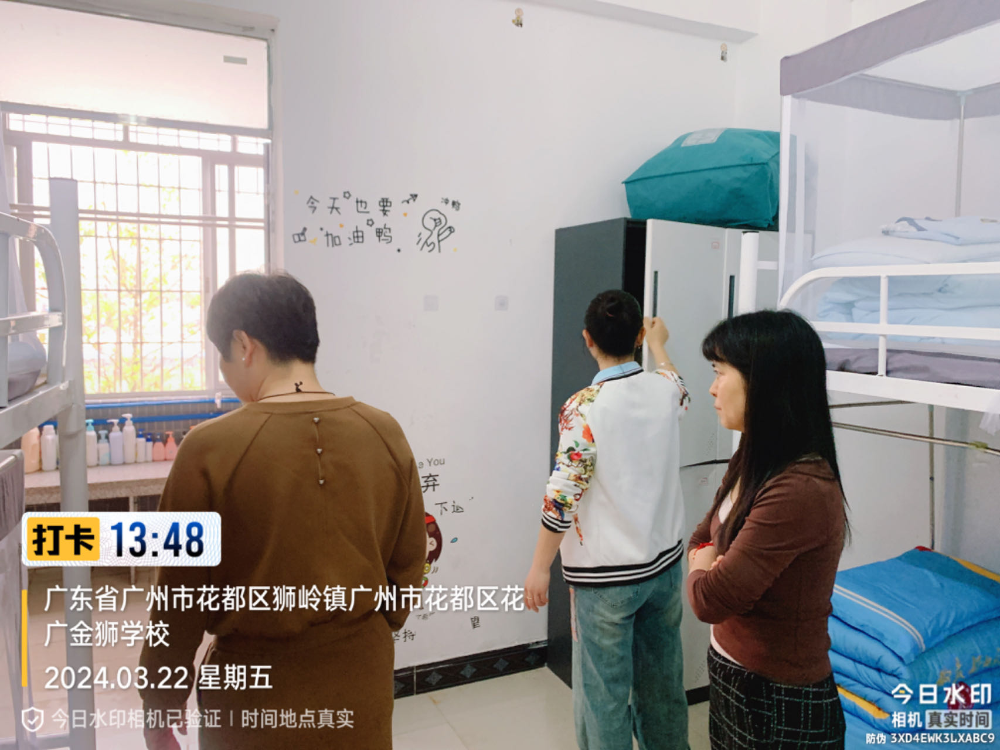 今天也要
冲鸭
加油鸭
e You
弃
下
坚持
望
打卡 13:48
广东省广州市花都区狮岭镇广州市花都区花
广金狮学校
2024.03.22 星期五
今日水印相机已验证 | 时间地点真实
今日水印
相机 真实时间
防伪 3XD4EWK3LXABC9